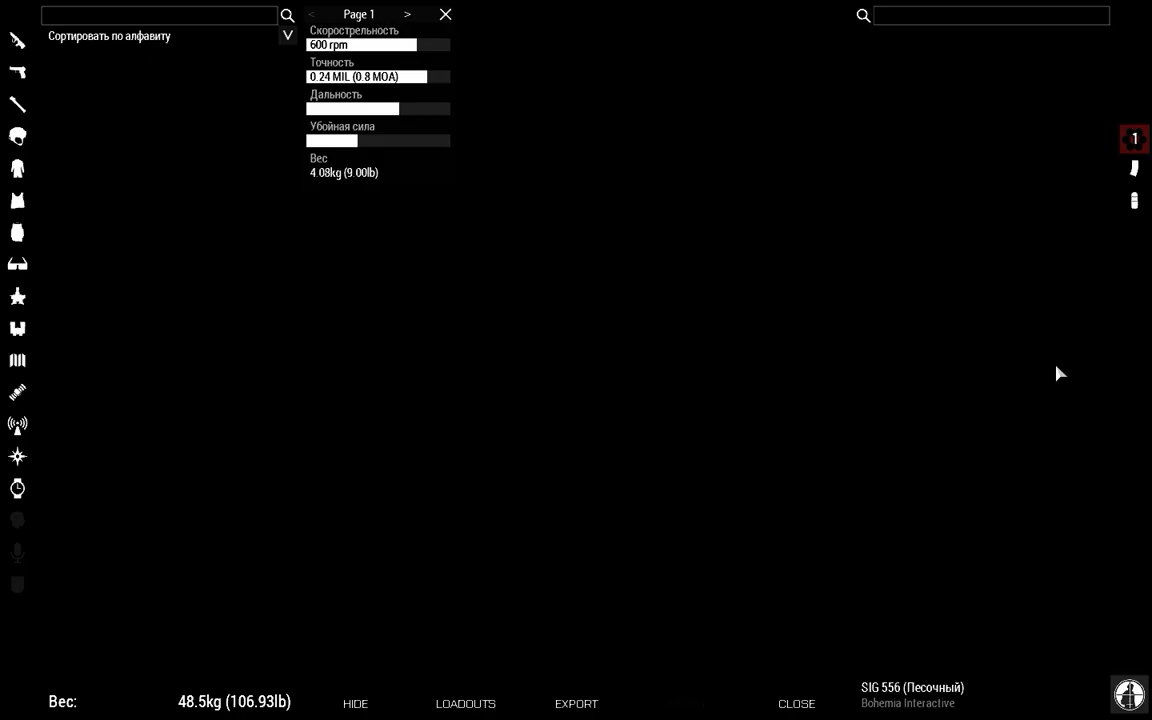 < Page 1 >
Сортировать по алфавиту
V
Скорострельность
600 rpm
Точность
0.24 MIL (0.8 MOA)
Дальность
Убойная сила
Вес
4.08kg (9.00lb)
1
Вес: 48.5kg (106.93lb)
HIDE LOADOUTS EXPORT CLOSE
SIG 556 (Песочный)
Bohemia Interactive